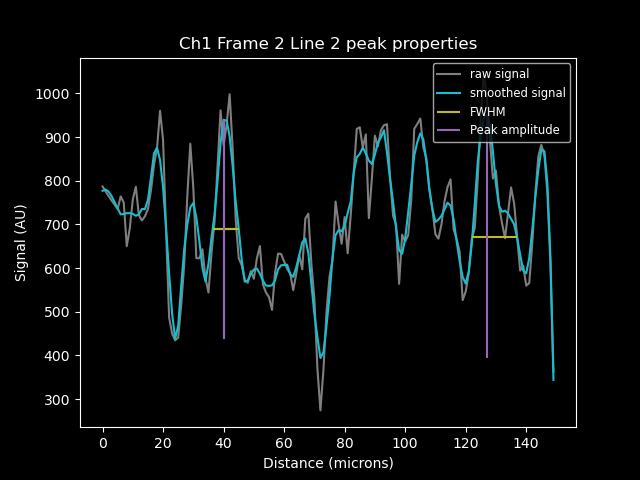 Ch1 Frame 2 Line 2 peak properties
raw signal
smoothed signal
FWHM
Peak amplitude
Signal (AU)
1000
900
800
700
600
500
400
300
0 20 40 60 80 100 120 140
Distance (microns)